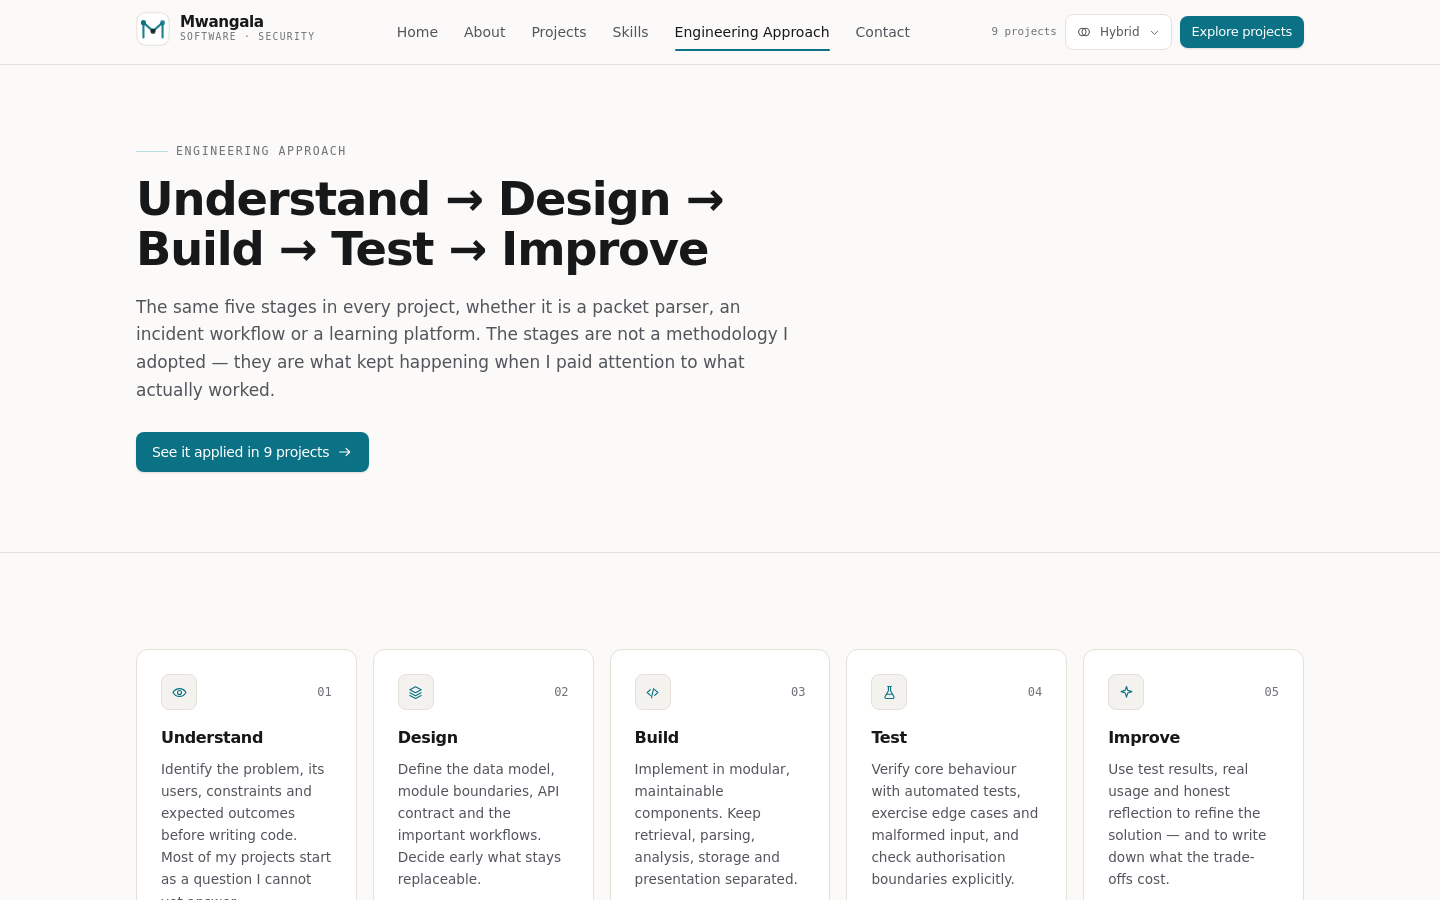 Mwangala
SOFTWARE · SECURITY
Home
About
Projects
Skills
Engineering Approach
Contact
9 projects
Hybrid
Explore projects
ENGINEERING APPROACH
Understand → Design →
Build → Test → Improve
The same five stages in every project, whether it is a packet parser, an
incident workflow or a learning platform. The stages are not a methodology I
adopted — they are what kept happening when I paid attention to what
actually worked.
See it applied in 9 projects →
01
Understand
Identify the problem, its
users, constraints and
expected outcomes
before writing code.
Most of my projects start
as a question I cannot
yet answer.
02
Design
Define the data model,
module boundaries, API
contract and the
important workflows.
Decide early what stays
replaceable.
03
Build
Implement in modular,
maintainable
components. Keep
retrieval, parsing,
analysis, storage and
presentation separated.
04
Test
Verify core behaviour
with automated tests,
exercise edge cases and
malformed input, and
check authorisation
boundaries explicitly.
05
Improve
Use test results, real
usage and honest
reflection to refine the
solution — and to write
down what the trade-
offs cost.